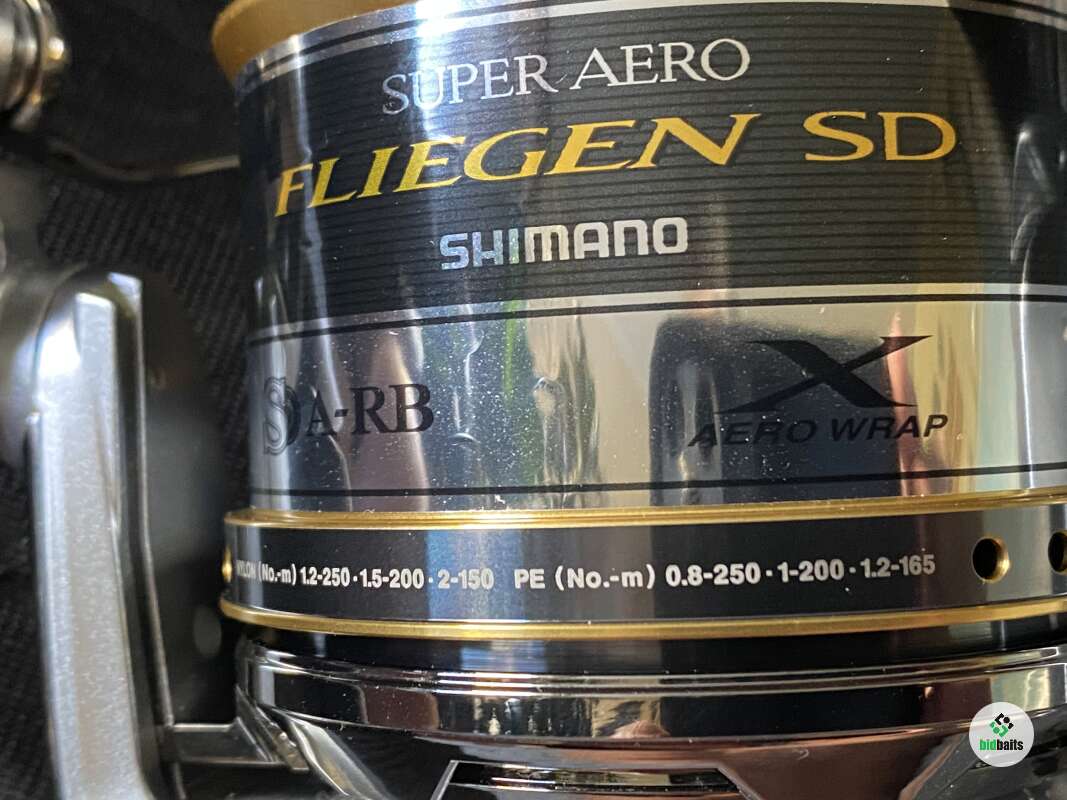 SUPER AERO
FLIEGEN SD
SHIMANO
S A-RB
X
AERO WRAP
NYLON (No.-m) 1.2-250·1.5-200·2-150 PE (No.-m) 0.8-250·1-200·1.2-165
bidbaits